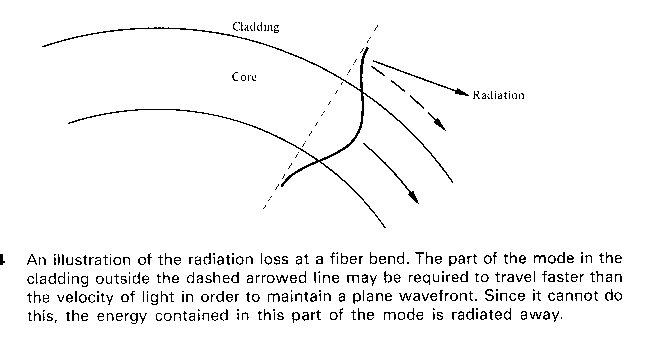 Cladding
Core
Radiation
An illustration of the radiation loss at a fiber bend. The part of the mode in the
cladding outside the dashed arrowed line may be required to travel faster than
the velocity of light in order to maintain a plane wavefront. Since it cannot do
this, the energy contained in this part of the mode is radiated away.